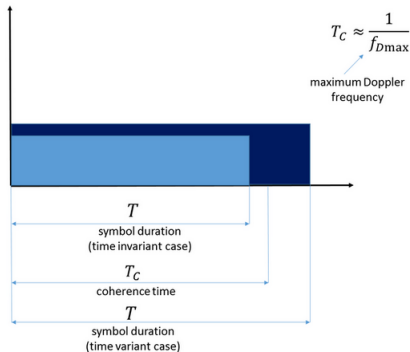 T_C ≈ 1 / f_Dmax
maximum Doppler
frequency
T
symbol duration
(time invariant case)
T_C
coherence time
T
symbol duration
(time variant case)